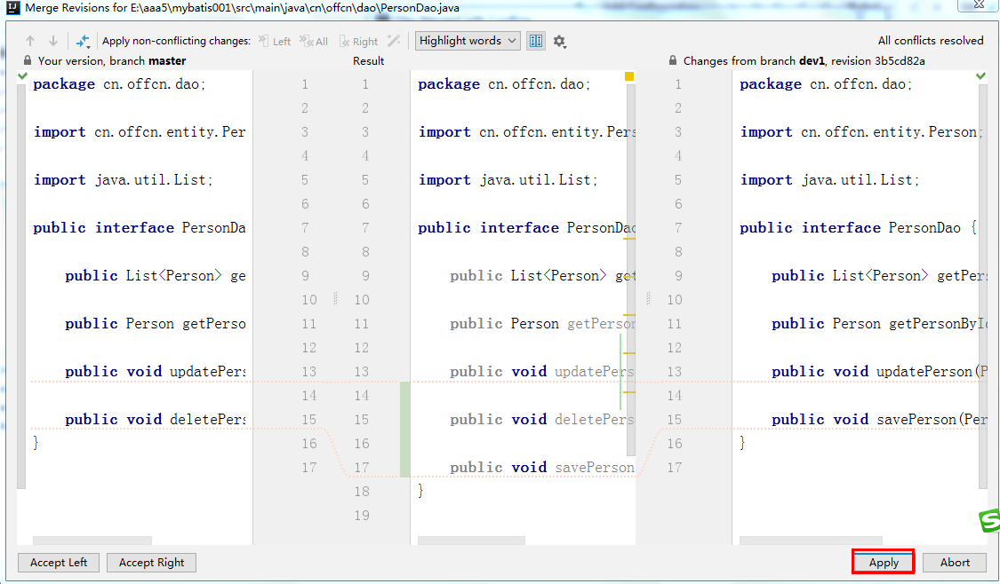 Merge Revisions for E:\aaa5\mybatis001\src\main\java\cn\offcn\dao\PersonDao.java
Apply non-conflicting changes: Left All Right Highlight words All conflicts resolved
Your version, branch master Result Changes from branch dev1, revision 3b5cd82a
package cn.offcn.dao; 1 1 package cn.offcn.dao; 1 package cn.offcn.dao;
2 2 2
import cn.offcn.entity.Per 3 3 import cn.offcn.entity.Pers 3 import cn.offcn.entity.Person;
4 4 4
import java.util.List; 5 5 import java.util.List; 5 import java.util.List;
6 6 6
public interface PersonDa 7 7 public interface PersonDao 7 public interface PersonDao {
8 8 8
public List<Person> ge 9 9 public List<Person> get 9 public List<Person> getPer
10 10 10
public Person getPerso 11 11 public Person getPerson 11 public Person getPersonById
12 12 12
public void updatePers 13 13 public void updatePers 13 public void updatePerson(P
14 14 14
public void deletePers 15 15 public void deletePers 15 public void savePerson(Per
} 16 16 16 }
17 17 public void savePerson 17
18 }
19
Accept Left Accept Right Apply Abort